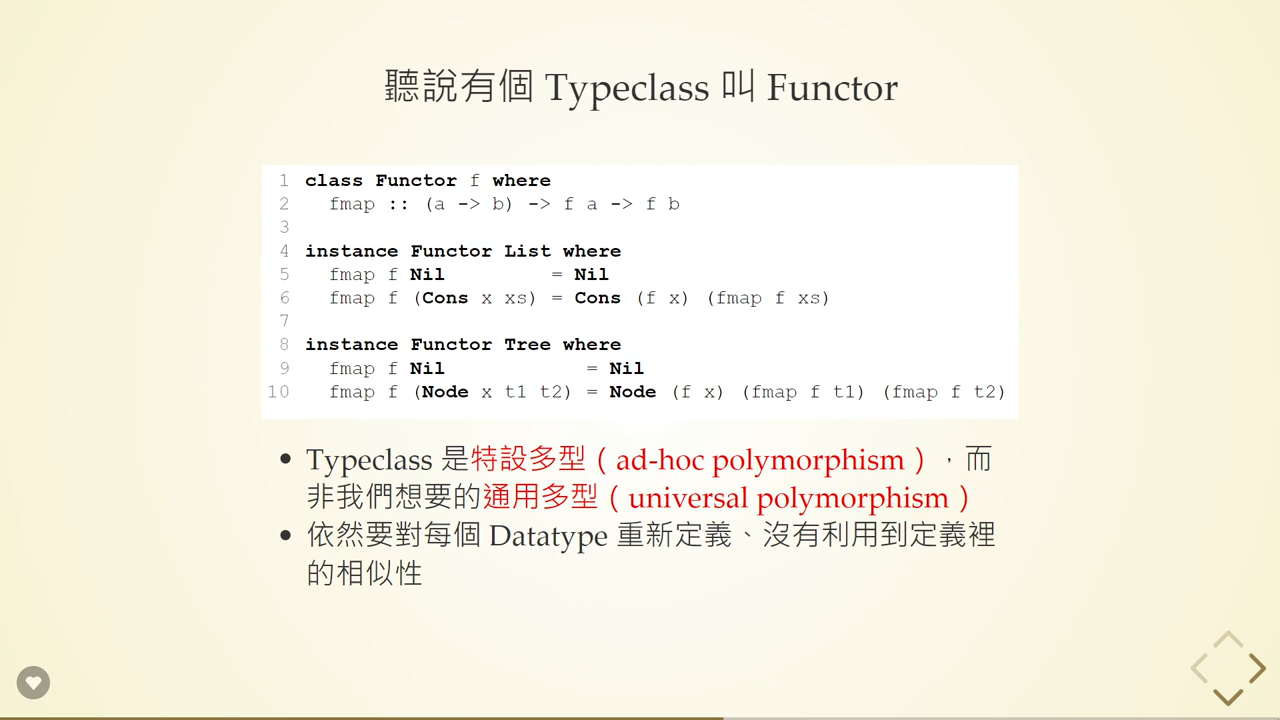 聽說有個 Typeclass 叫 Functor
1 class Functor f where
2   fmap :: (a -> b) -> f a -> f b
3
4 instance Functor List where
5   fmap f Nil         = Nil
6   fmap f (Cons x xs) = Cons (f x) (fmap f xs)
7
8 instance Functor Tree where
9   fmap f Nil            = Nil
10   fmap f (Node x t1 t2) = Node (f x) (fmap f t1) (fmap f t2)
• Typeclass 是特設多型（ad-hoc polymorphism），而
非我們想要的通用多型（universal polymorphism）
• 依然要對每個 Datatype 重新定義、沒有利用到定義裡
的相似性